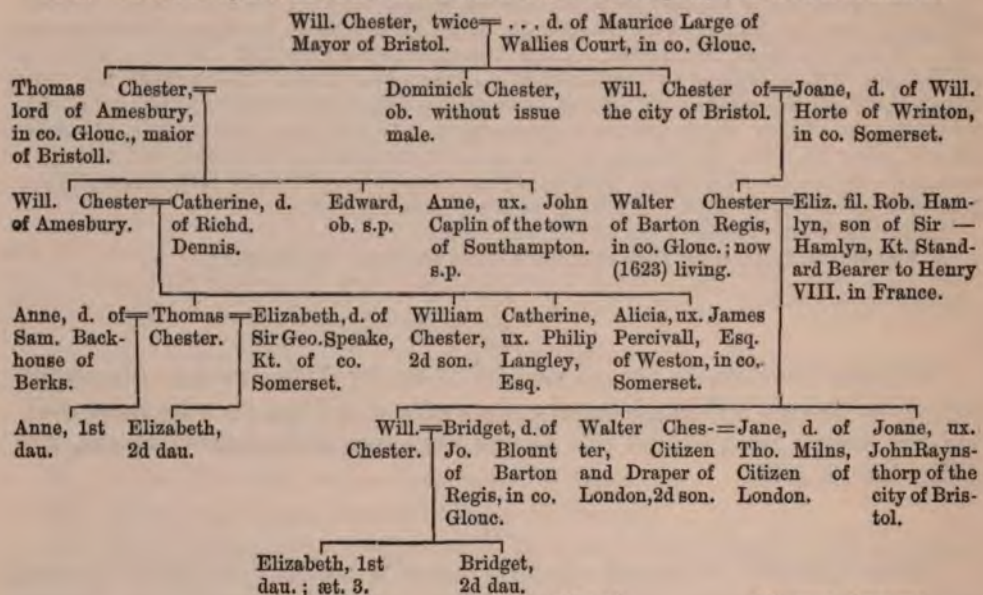 Will. Chester, twice = . . . d. of Maurice Large of
Mayor of Bristol. Wallies Court, in co. Glouc.
Thomas Chester, =
lord of Amesbury,
in co. Glouc., maior
of Bristoll.
Dominick Chester,
ob. without issue
male.
Will. Chester of
the city of Bristol.
= Joane, d. of Will.
Horte of Wrinton,
in co. Somerset.
Will. Chester
of Amesbury.
= Catherine, d.
of Richd.
Dennis.
Edward,
ob. s.p.
Anne, ux. John
Caplin of the town
of Southampton.
s.p.
Walter Chester
of Barton Regis,
in co. Glouc.; now
(1623) living.
= Eliz. fil. Rob. Ham-
lyn, son of Sir —
Hamlyn, Kt. Stand-
ard Bearer to Henry
VIII. in France.
Anne, d. of
Sam. Back-
house of
Berks.
= Thomas
Chester.
= Elizabeth, d. of
Sir Geo. Speake,
Kt. of co.
Somerset.
William
Chester,
2d son.
Catherine,
ux. Philip
Langley,
Esq.
Alicia, ux. James
Percivall, Esq.
of Weston, in co.
Somerset.
Anne, 1st
dau.
Elizabeth,
2d dau.
Will.
Chester.
= Bridget, d. of
Jo. Blount
of Barton
Regis, in co.
Glouc.
Walter Ches-
ter, Citizen
and Draper of
London, 2d son.
= Jane, d. of
Tho. Milns,
Citizen of
London.
Joane, ux.
John Rayns-
thorp of the
city of Bris-
tol.
Elizabeth, 1st
dau.; æt. 3.
Bridget,
2d dau.